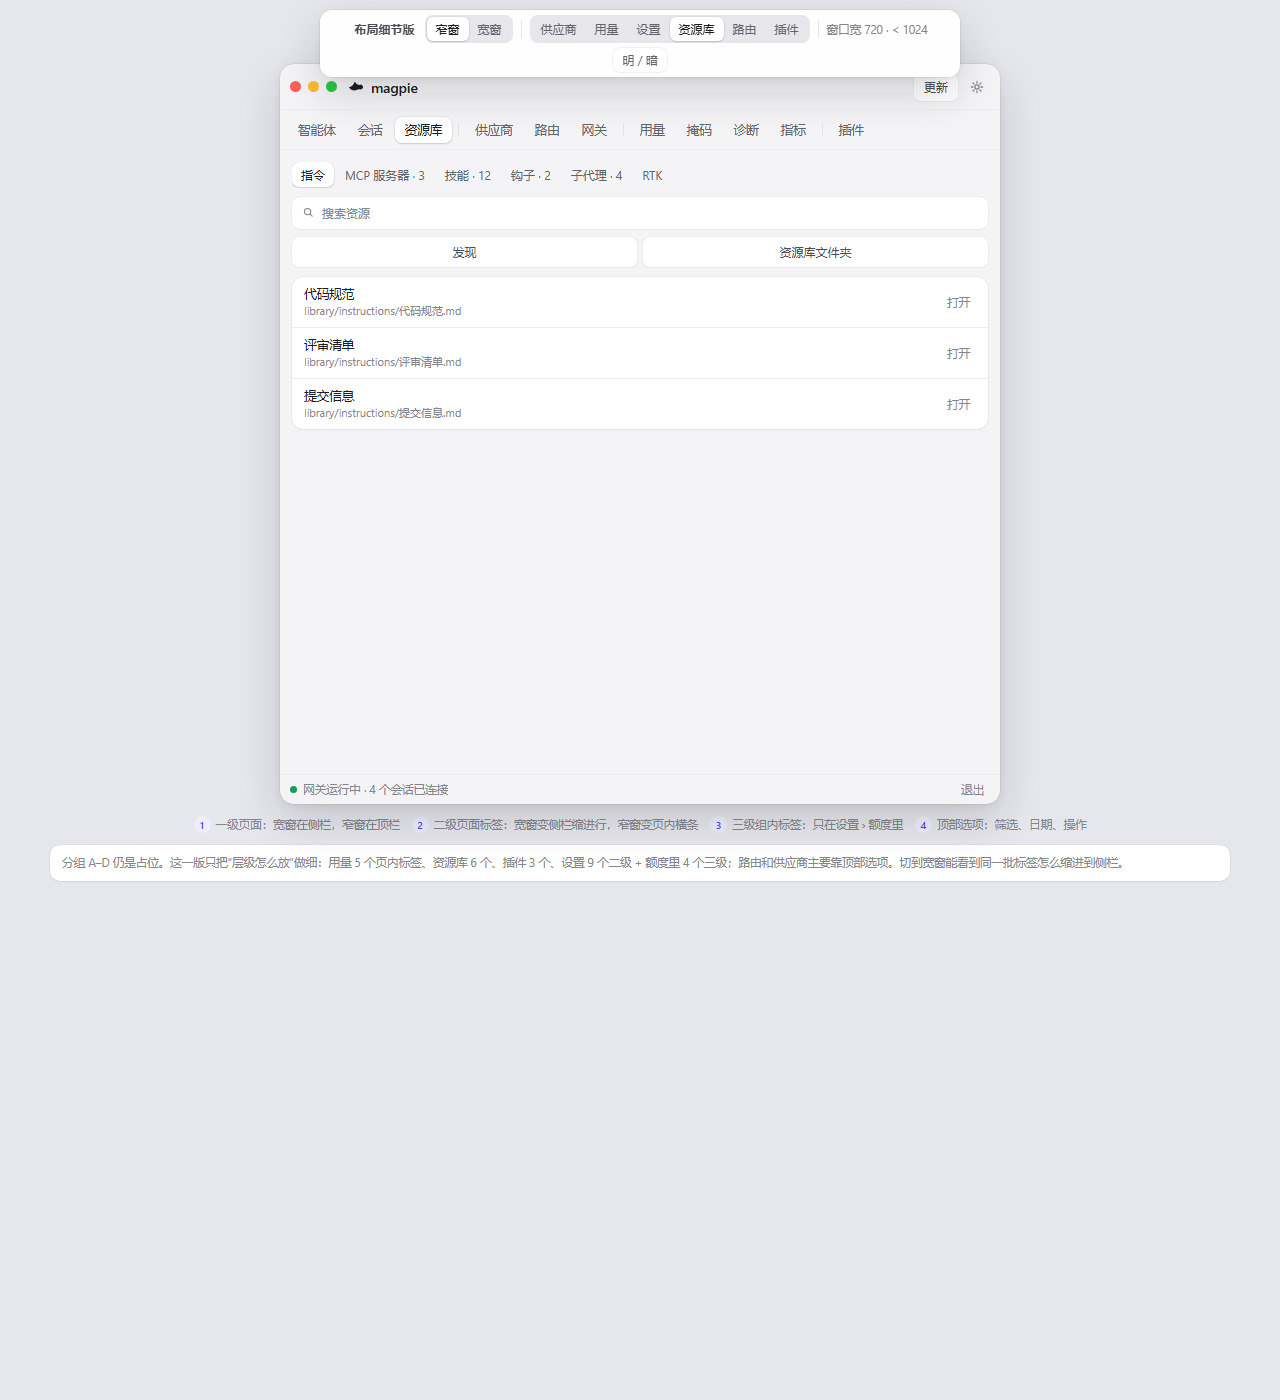 布局细节版 窄窗 宽窗 供应商 用量 设置 资源库 路由 插件 窗口宽 720 · < 1024
明 / 暗
magpie 更新
智能体 会话 资源库 供应商 路由 网关 用量 掩码 诊断 指标 插件
指令 MCP 服务器 · 3 技能 · 12 钩子 · 2 子代理 · 4 RTK
搜索资源
发现 资源库文件夹
代码规范
library/instructions/代码规范.md
打开
评审清单
library/instructions/评审清单.md
打开
提交信息
library/instructions/提交信息.md
打开
网关运行中 · 4 个会话已连接 退出
1 一级页面：宽窗在侧栏，窄窗在顶栏 2 二级页面标签：宽窗变侧栏缩进行，窄窗变页内横条 3 三级组内标签：只在设置 › 额度里 4 顶部选项：筛选、日期、操作
分组 A–D 仍是占位。这一版只把“层级怎么放”做细：用量 5 个页内标签、资源库 6 个、插件 3 个、设置 9 个二级 + 额度里 4 个三级；路由和供应商主要靠顶部选项。切到宽窗能看到同一批标签怎么缩进到侧栏。